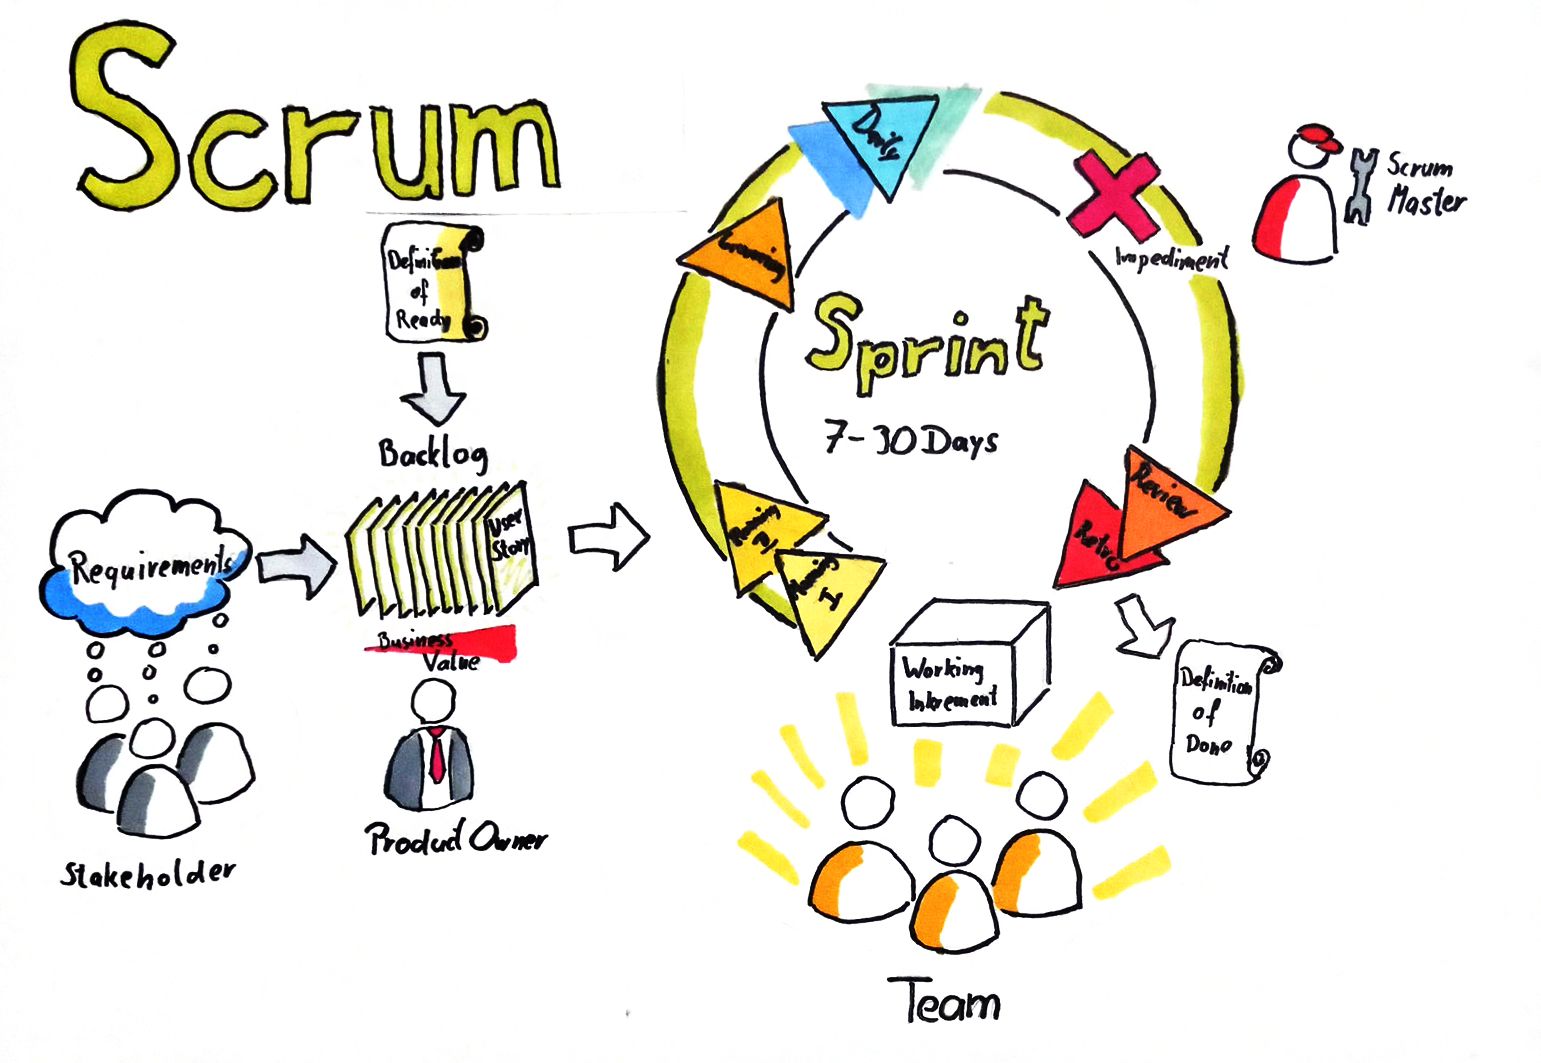 Scrum
Definition
of
Ready
Backlog
Requirements
User
Story
Business
Value
Stakeholder
Product Owner
Daily
Grooming
Impediment
Scrum
Master
Sprint
7-30 Days
Planning
II
Planning
I
Review
Retro
Working
Inkrement
Definition
of
Done
Team